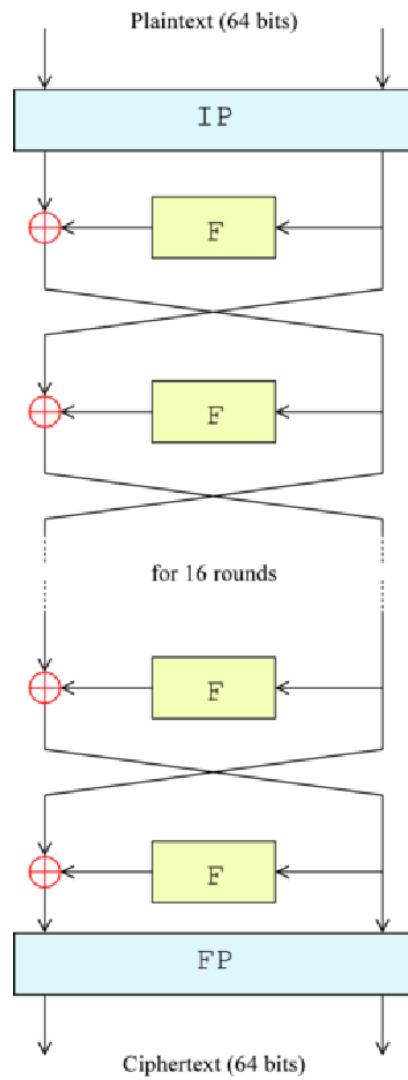 Plaintext (64 bits)
IP
F
F
for 16 rounds
F
F
FP
Ciphertext (64 bits)